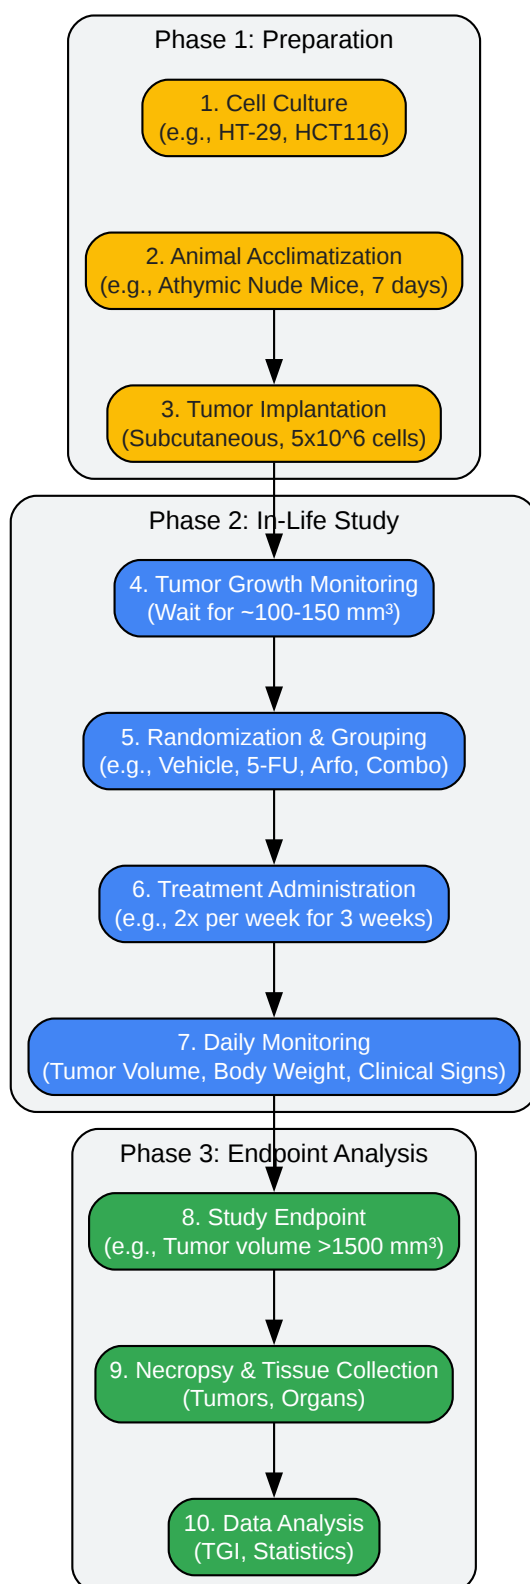 Phase 1: Preparation
1. Cell Culture
(e.g., HT-29, HCT116)
2. Animal Acclimatization
(e.g., Athymic Nude Mice, 7 days)
3. Tumor Implantation
(Subcutaneous, 5x10^6 cells)
Phase 2: In-Life Study
4. Tumor Growth Monitoring
(Wait for ~100-150 mm³)
5. Randomization & Grouping
(e.g., Vehicle, 5-FU, Arfo, Combo)
6. Treatment Administration
(e.g., 2x per week for 3 weeks)
7. Daily Monitoring
(Tumor Volume, Body Weight, Clinical Signs)
Phase 3: Endpoint Analysis
8. Study Endpoint
(e.g., Tumor volume >1500 mm³)
9. Necropsy & Tissue Collection
(Tumors, Organs)
10. Data Analysis
(TGI, Statistics)